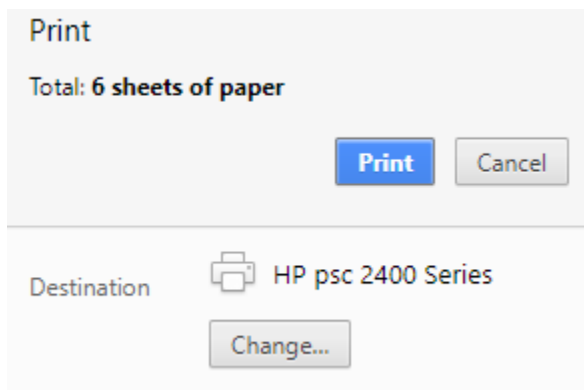 Print
Total: 6 sheets of paper
Print Cancel
Destination HP psc 2400 Series
Change...